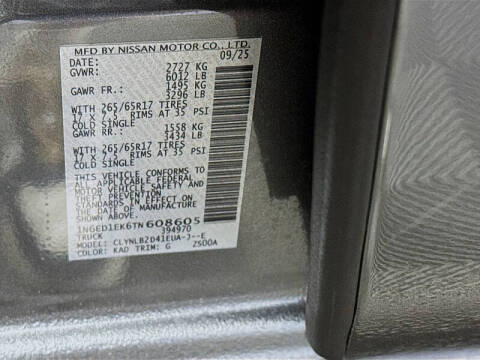 MFD BY NISSAN MOTOR CO., LTD.
DATE: 09/25
GVWR: 2727 KG
6012 LB
GAWR FR: 1495 KG
3296 LB
WITH 265/65R17 TIRES
17 X 7.5 RIMS AT 35 PSI
COLD SINGLE
GAWR RR: 1558 KG
3434 LB
WITH 265/65R17 TIRES
17 X 7.5 RIMS AT 35 PSI
COLD SINGLE
THIS VEHICLE CONFORMS TO
ALL APPLICABLE FEDERAL
MOTOR VEHICLE SAFETY AND
THEFT PREVENTION
STANDARDS IN EFFECT ON
THE DATE OF MANUFACTURE
SHOWN ABOVE.
1N6ED1EK6TN608605
TRUCK 394970
MODEL: CLYNLBZD41EUA-J--E
COLOR: KAD TRIM: G ZS00A